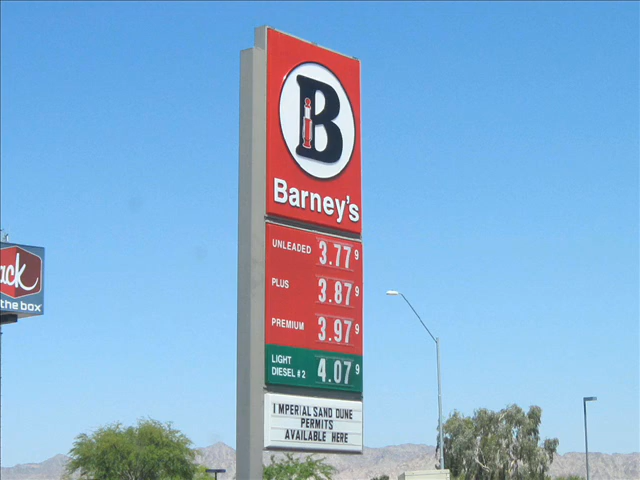 B
Barney's
UNLEADED 3.77 9
PLUS 3.87 9
PREMIUM 3.97 9
LIGHT
DIESEL #2 4.07 9
IMPERIAL SAND DUNE
PERMITS
AVAILABLE HERE
ack
the box